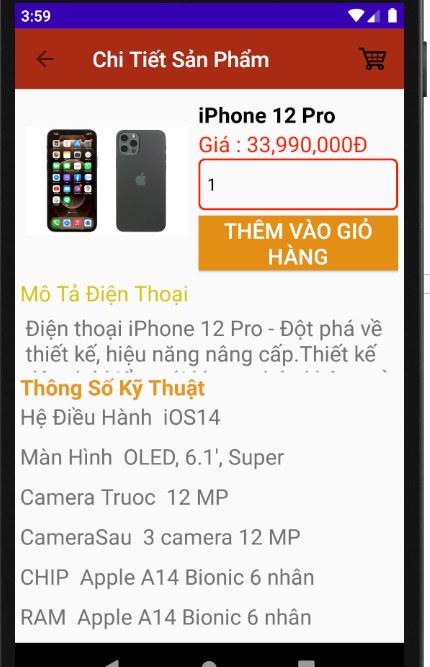 3:59
Chi Tiết Sản Phẩm
iPhone 12 Pro
Giá : 33,990,000Đ
1
THÊM VÀO GIỎ
HÀNG
Mô Tả Điện Thoại
Điện thoại iPhone 12 Pro - Đột phá về
thiết kế, hiệu năng nâng cấp.Thiết kế
Thông Số Kỹ Thuật
Hệ Điều Hành iOS14
Màn Hình OLED, 6.1', Super
Camera Truoc 12 MP
CameraSau 3 camera 12 MP
CHIP Apple A14 Bionic 6 nhân
RAM Apple A14 Bionic 6 nhân